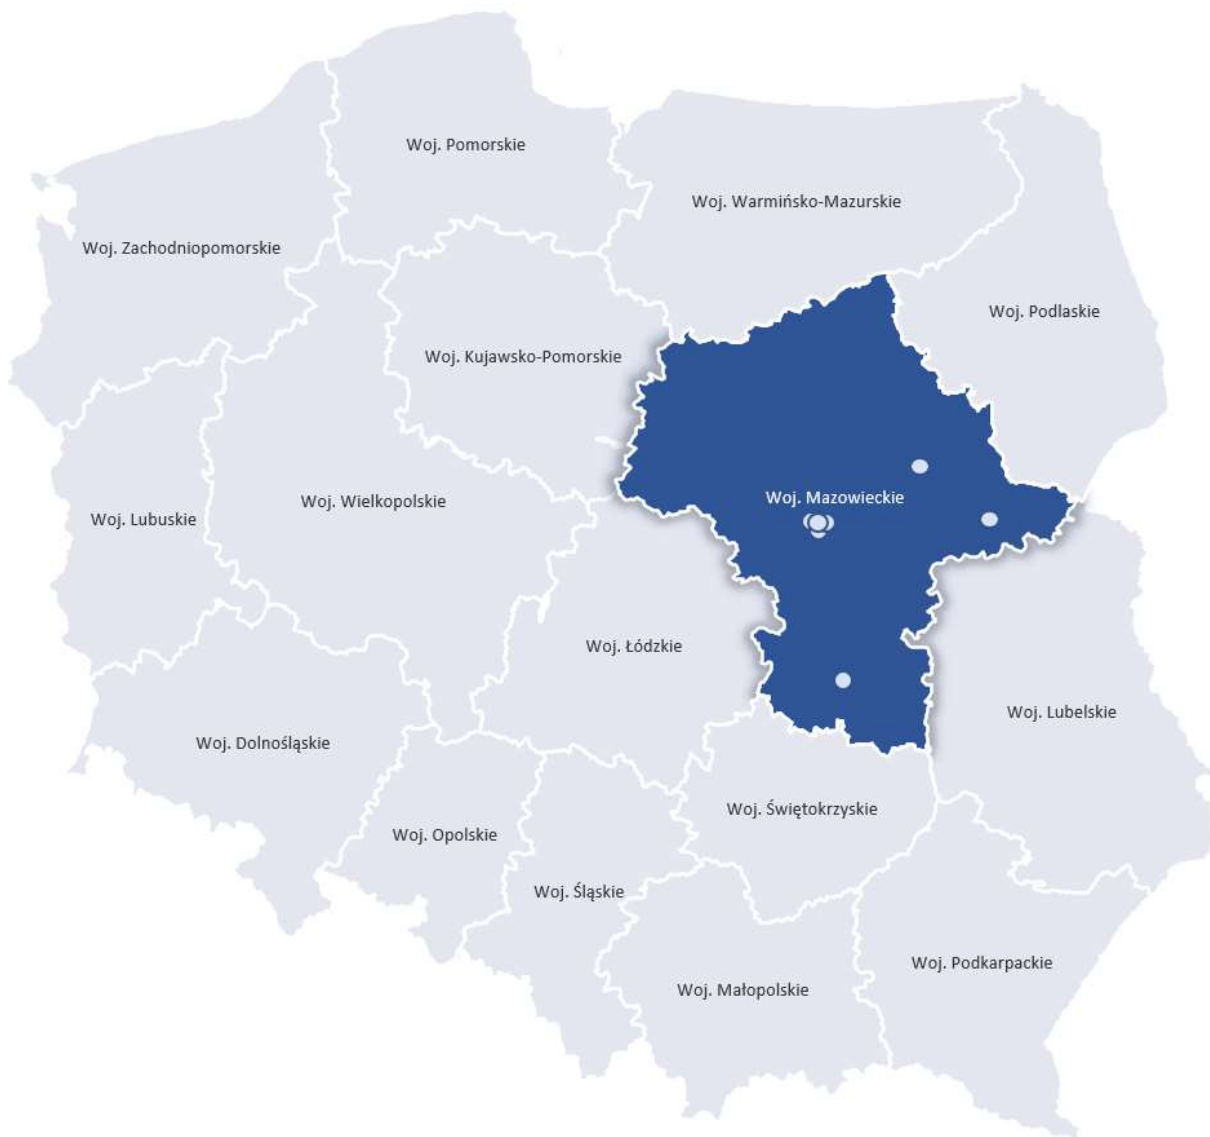 Woj. Pomorskie
Woj. Warmińsko-Mazurskie
Woj. Zachodniopomorskie
Woj. Podlaskie
Woj. Kujawsko-Pomorskie
Woj. Mazowieckie
Woj. Wielkopolskie
Woj. Lubuskie
Woj. Łódzkie
Woj. Lubelskie
Woj. Dolnośląskie
Woj. Świętokrzyskie
Woj. Opolskie
Woj. Śląskie
Woj. Podkarpackie
Woj. Małopolskie